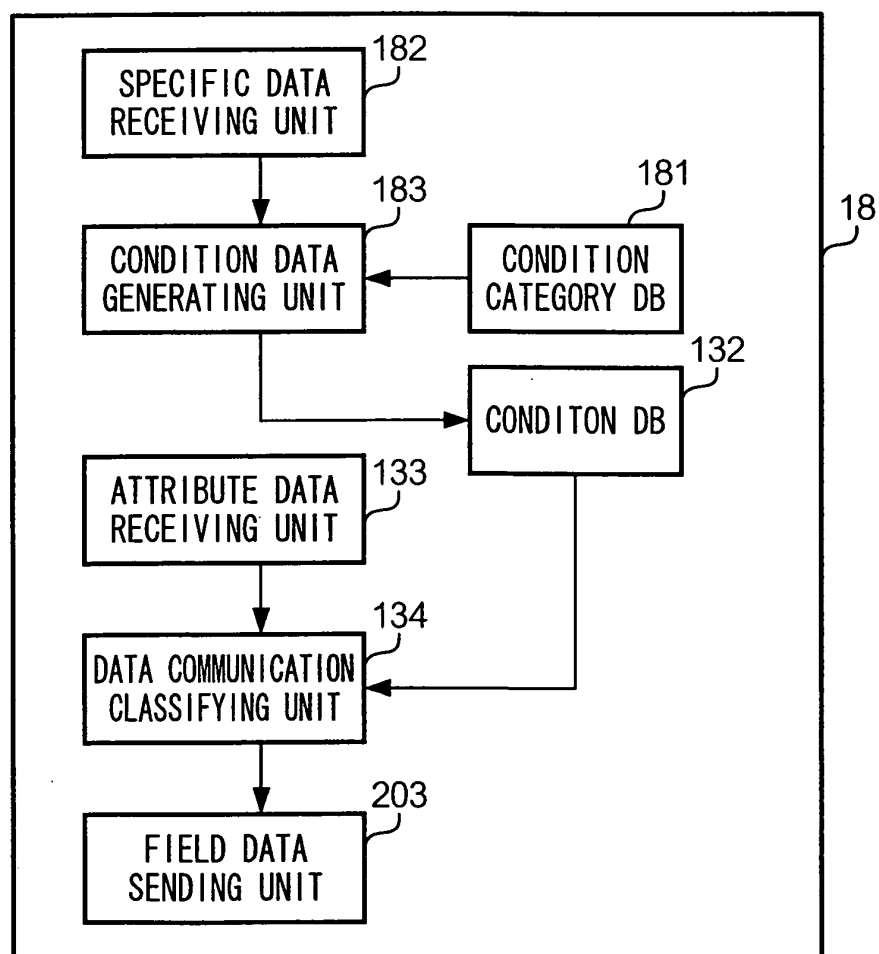 182
SPECIFIC DATA
RECEIVING UNIT
183
181
18
CONDITION DATA
GENERATING UNIT
CONDITION
CATEGORY DB
132
CONDITON DB
133
ATTRIBUTE DATA
RECEIVING UNIT
134
DATA COMMUNICATION
CLASSIFYING UNIT
203
FIELD DATA
SENDING UNIT